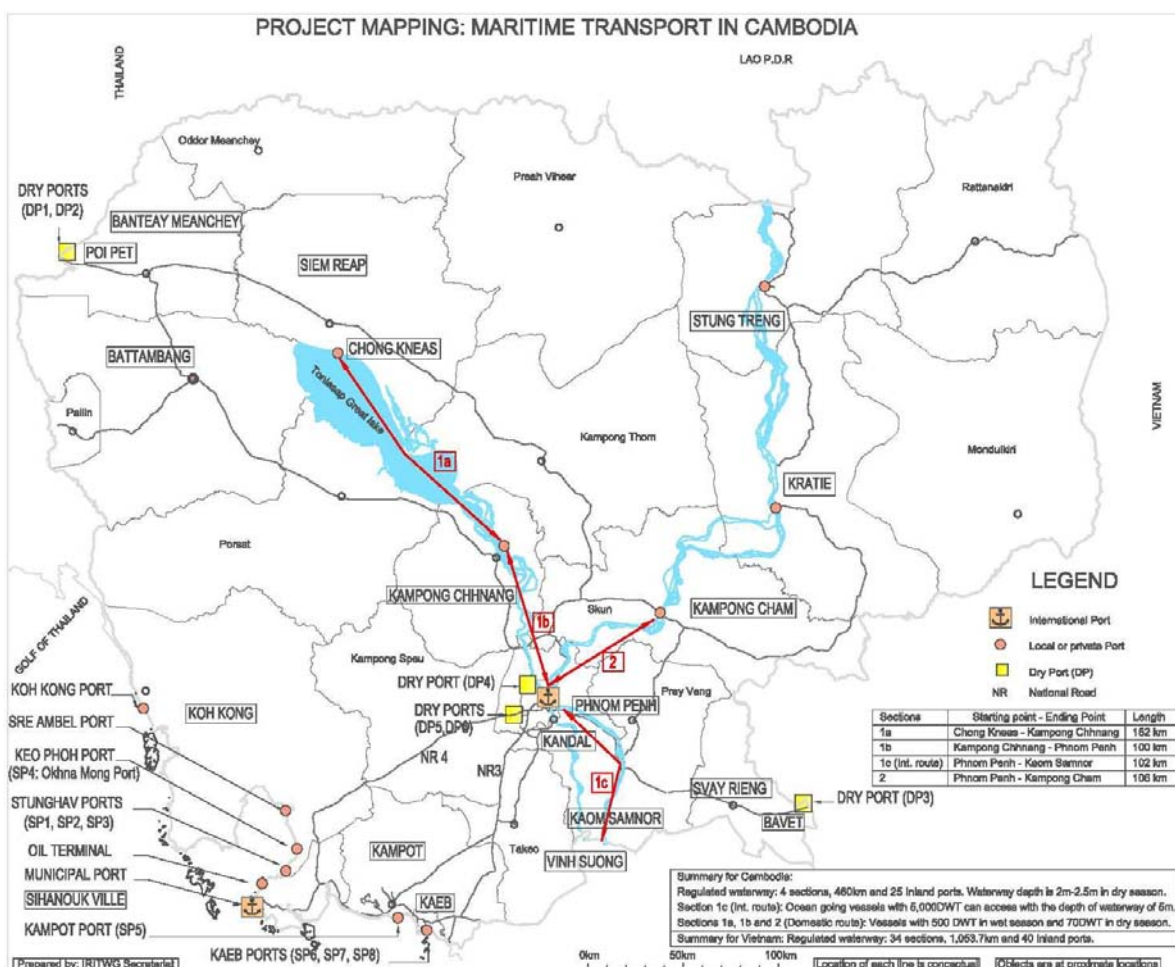 PROJECT MAPPING: MARITIME TRANSPORT IN CAMBODIA
LAO P.D.R
THAILAND
Oddor Meanchey
Preah Vihear
Rattanakiri
DRY PORTS
(DP1, DP2)
BANTEAY MEANCHEY
POI PET
SIEM REAP
STUNG TRENG
CHONG KNEAS
BATTAMBANG
Tonlesap Great lake
VIETNAM
Pailin
Kampong Thom
Mondulkiri
1a
KRATIE
Porsat
LEGEND
International Port
Local or private Port
Dry Port (DP)
NR National Road
KAMPONG CHHNANG
Skun
KAMPONG CHAM
1b
GOLF OF THAILAND
Kampong Speu
2
DRY PORT (DP4)
Prey Veng
KOH KONG PORT
KOH KONG
DRY PORTS
(DP5,DP6)
PHNOM PENH
SRE AMBEL PORT
KANDAL
KEO PHOH PORT
(SP4: Okhna Mong Port)
NR 4
NR3
1c
Sections Starting point - Ending Point Length
1a Chong Kneas - Kampong Chhnang 152 km
1b Kampong Chhnang - Phnom Penh 100 km
1c (Int. route) Phnom Penh - Kaom Samnor 102 km
2 Phnom Penh - Kampong Cham 106 km
STUNGHAV PORTS
(SP1, SP2, SP3)
SVAY RIENG
DRY PORT (DP3)
BAVET
KAOM SAMNOR
OIL TERMINAL
KAMPOT
Takeo
VINH SUONG
MUNICIPAL PORT
SIHANOUK VILLE
KAEB
KAMPOT PORT (SP5)
KAEB PORTS (SP6, SP7, SP8)
Summary for Cambodia:
Regulated waterway: 4 sections, 460km and 25 inland ports. Waterway depth is 2m-2.5m in dry season.
Section 1c (Int. route): Ocean going vessels with 5,000DWT can access with the depth of waterway of 5m.
Sections 1a, 1b and 2 (Domestic route): Vessels with 500 DWT in wet season and 70DWT in dry season.
Summary for Vietnam: Regulated waterway: 34 sections, 1,053.7km and 40 inland ports.
0km 50km 100km
Prepared by: IRITWG Secretariat
Location of each line is conceptual
Objects are at proximate locations